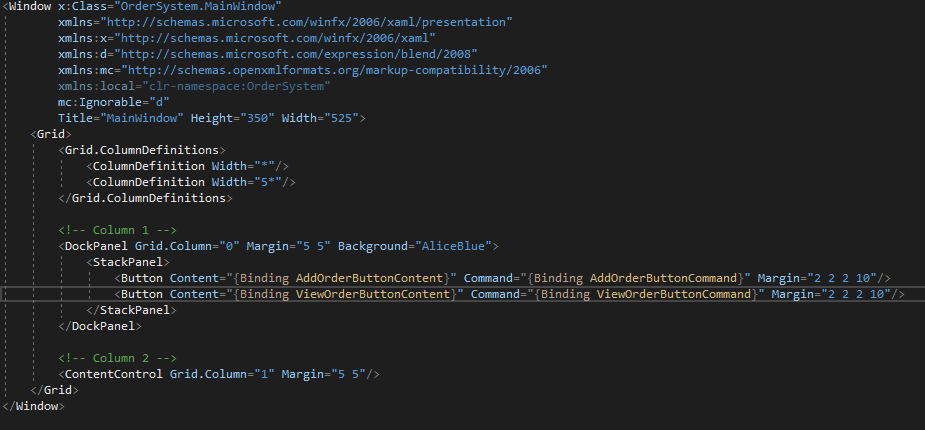 <Window x:Class="OrderSystem.MainWindow"
xmlns="http://schemas.microsoft.com/winfx/2006/xaml/presentation"
xmlns:x="http://schemas.microsoft.com/winfx/2006/xaml"
xmlns:d="http://schemas.microsoft.com/expression/blend/2008"
xmlns:mc="http://schemas.openxmlformats.org/markup-compatibility/2006"
xmlns:local="clr-namespace:OrderSystem"
mc:Ignorable="d"
Title="MainWindow" Height="350" Width="525">
<Grid>
<Grid.ColumnDefinitions>
<ColumnDefinition Width="*"/>
<ColumnDefinition Width="5*"/>
</Grid.ColumnDefinitions>
<!-- Column 1 -->
<DockPanel Grid.Column="0" Margin="5 5" Background="AliceBlue">
<StackPanel>
<Button Content="{Binding AddOrderButtonContent}" Command="{Binding AddOrderButtonCommand}" Margin="2 2 2 10"/>
<Button Content="{Binding ViewOrderButtonContent}" Command="{Binding ViewOrderButtonCommand}" Margin="2 2 2 10"/>
</StackPanel>
</DockPanel>
<!-- Column 2 -->
<ContentControl Grid.Column="1" Margin="5 5"/>
</Grid>
</Window>